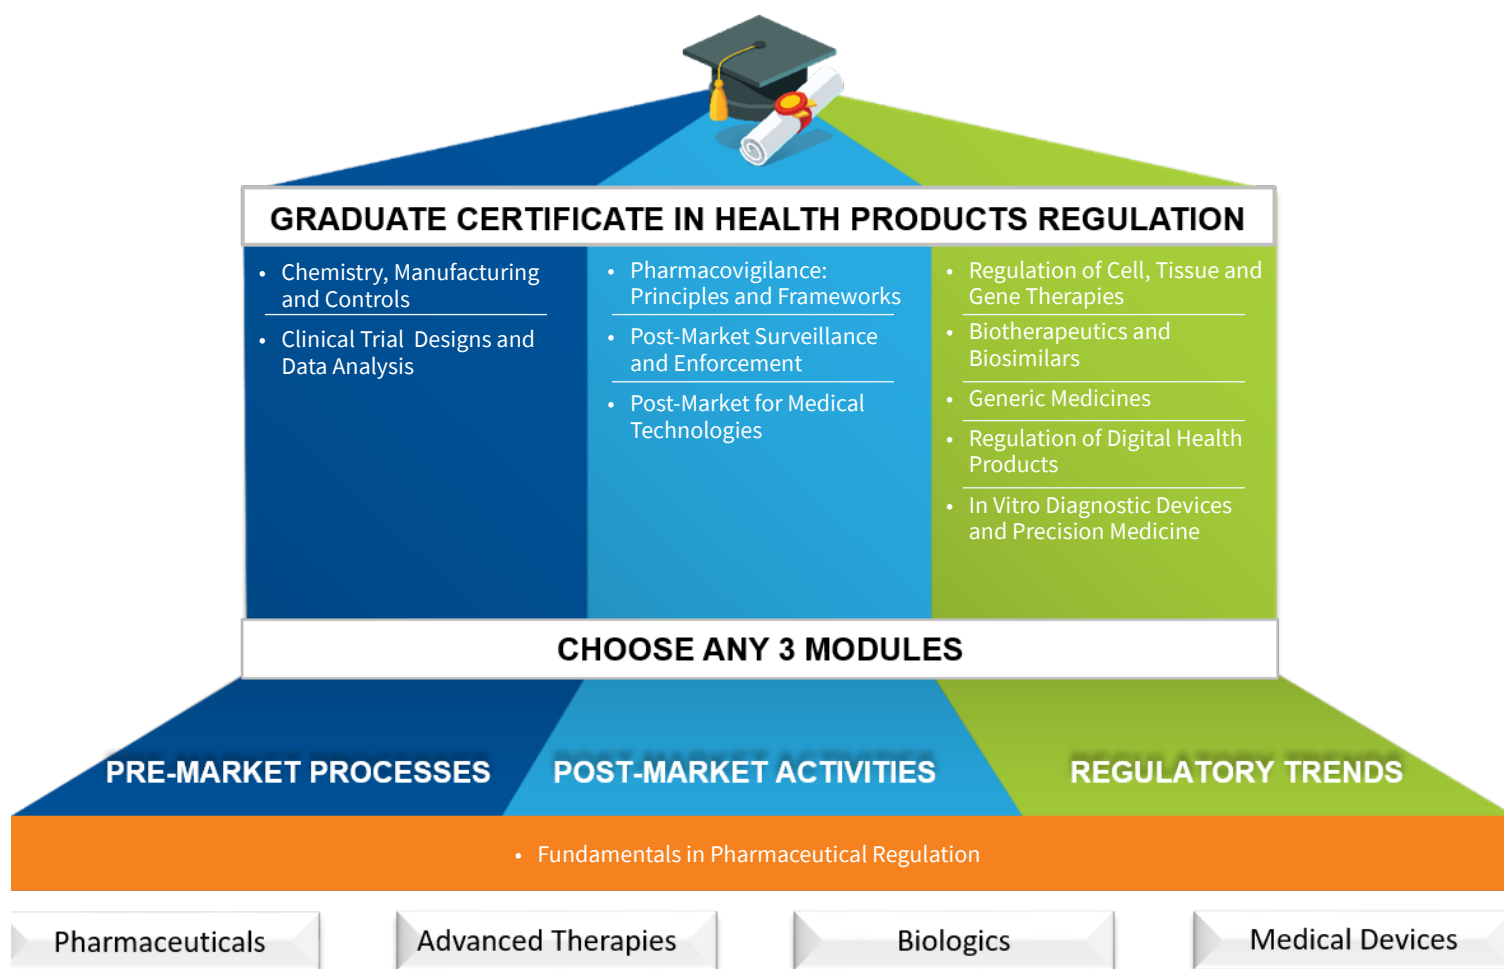 GRADUATE CERTIFICATE IN HEALTH PRODUCTS REGULATION
• Chemistry, Manufacturing
and Controls
• Clinical Trial Designs and
Data Analysis
• Pharmacovigilance:
Principles and Frameworks
• Post-Market Surveillance
and Enforcement
• Post-Market for Medical
Technologies
• Regulation of Cell, Tissue and
Gene Therapies
• Biotherapeutics and
Biosimilars
• Generic Medicines
• Regulation of Digital Health
Products
• In Vitro Diagnostic Devices
and Precision Medicine
CHOOSE ANY 3 MODULES
PRE-MARKET PROCESSES
POST-MARKET ACTIVITIES
REGULATORY TRENDS
• Fundamentals in Pharmaceutical Regulation
Pharmaceuticals
Advanced Therapies
Biologics
Medical Devices